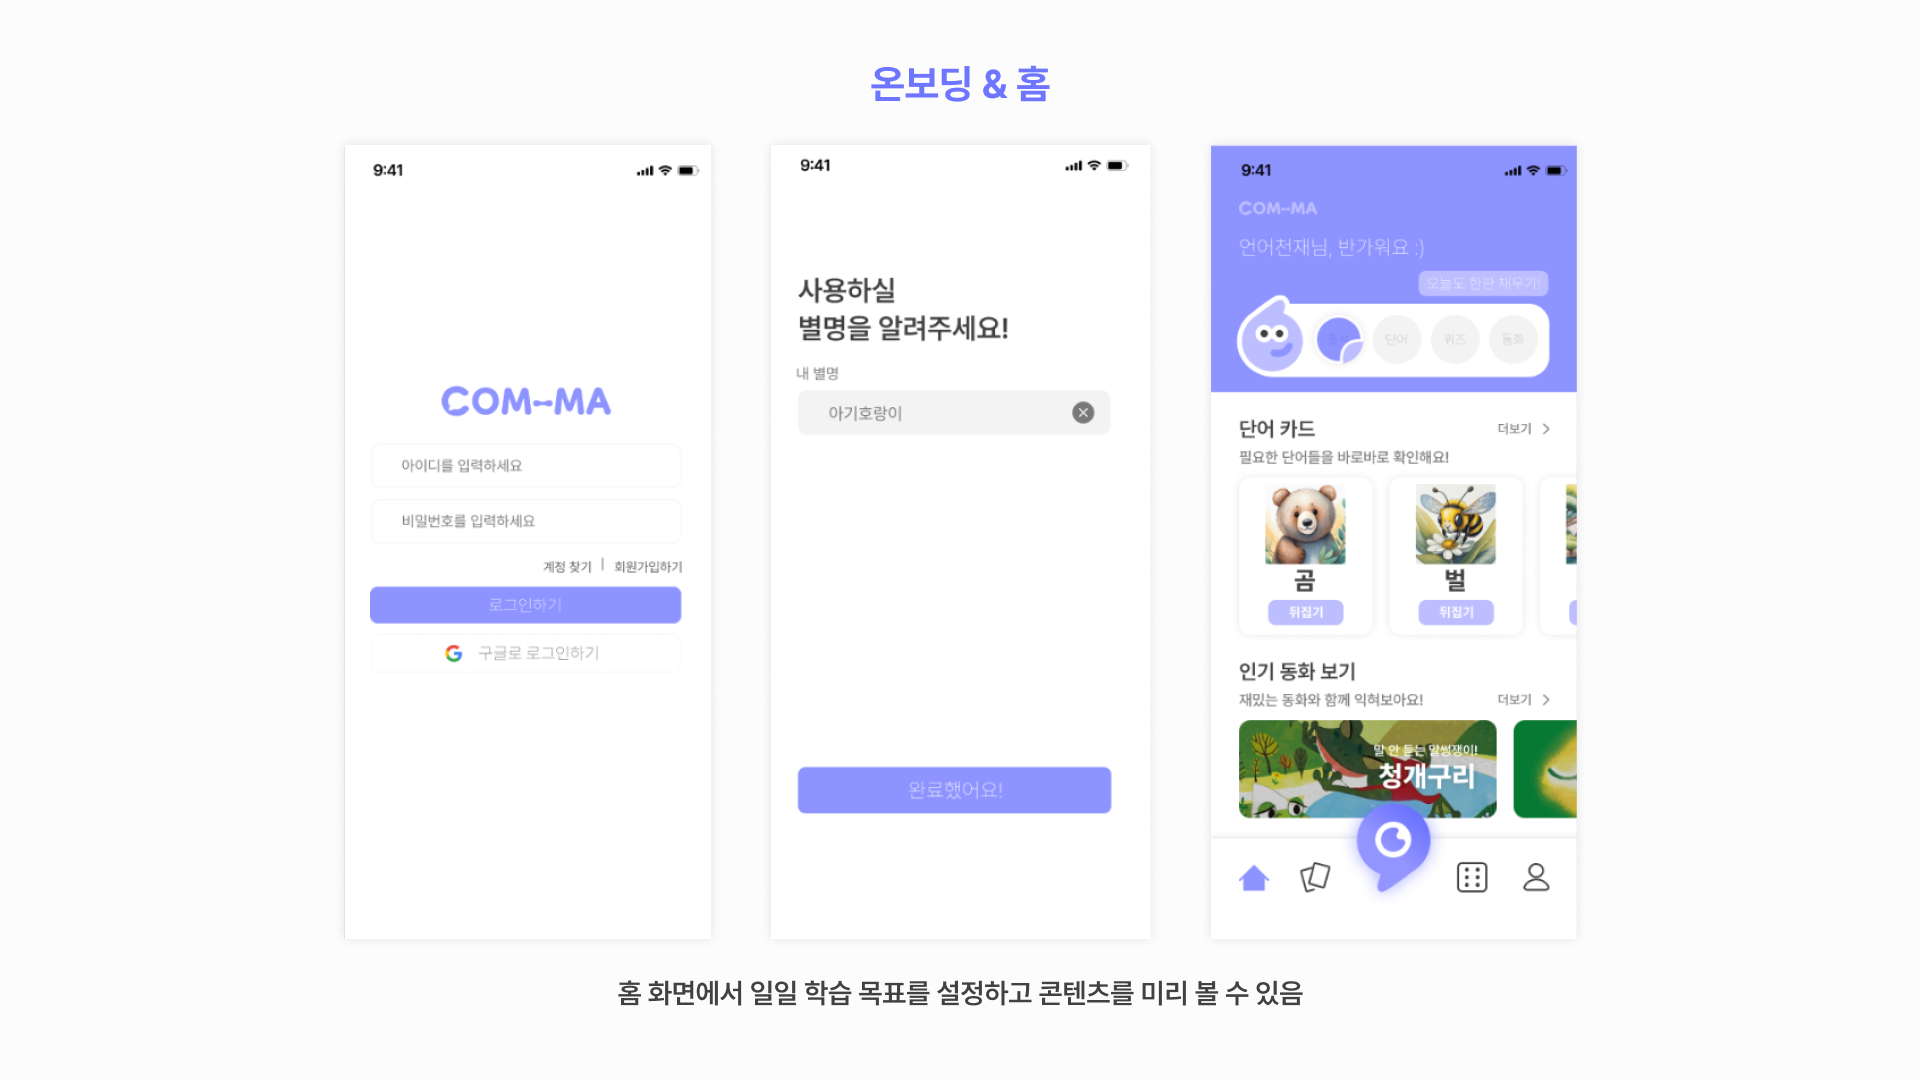 온보딩 & 홈
9:41
COM-MA
아이디를 입력하세요
비밀번호를 입력하세요
계정 찾기 | 회원가입하기
로그인하기
구글로 로그인하기
9:41
사용하실
별명을 알려주세요!
내 별명
아기호랑이
완료했어요!
9:41
COM-MA
언어천재님, 반가워요 :)
오늘도 한판 채우기!
단어 퀴즈 동화
단어 카드
더보기
필요한 단어들을 바로바로 확인해요!
곰
뒤집기
벌
뒤집기
인기 동화 보기
재밌는 동화와 함께 익혀보아요!
더보기
말 안 듣는 말썽쟁이!
청개구리
홈 화면에서 일일 학습 목표를 설정하고 콘텐츠를 미리 볼 수 있음